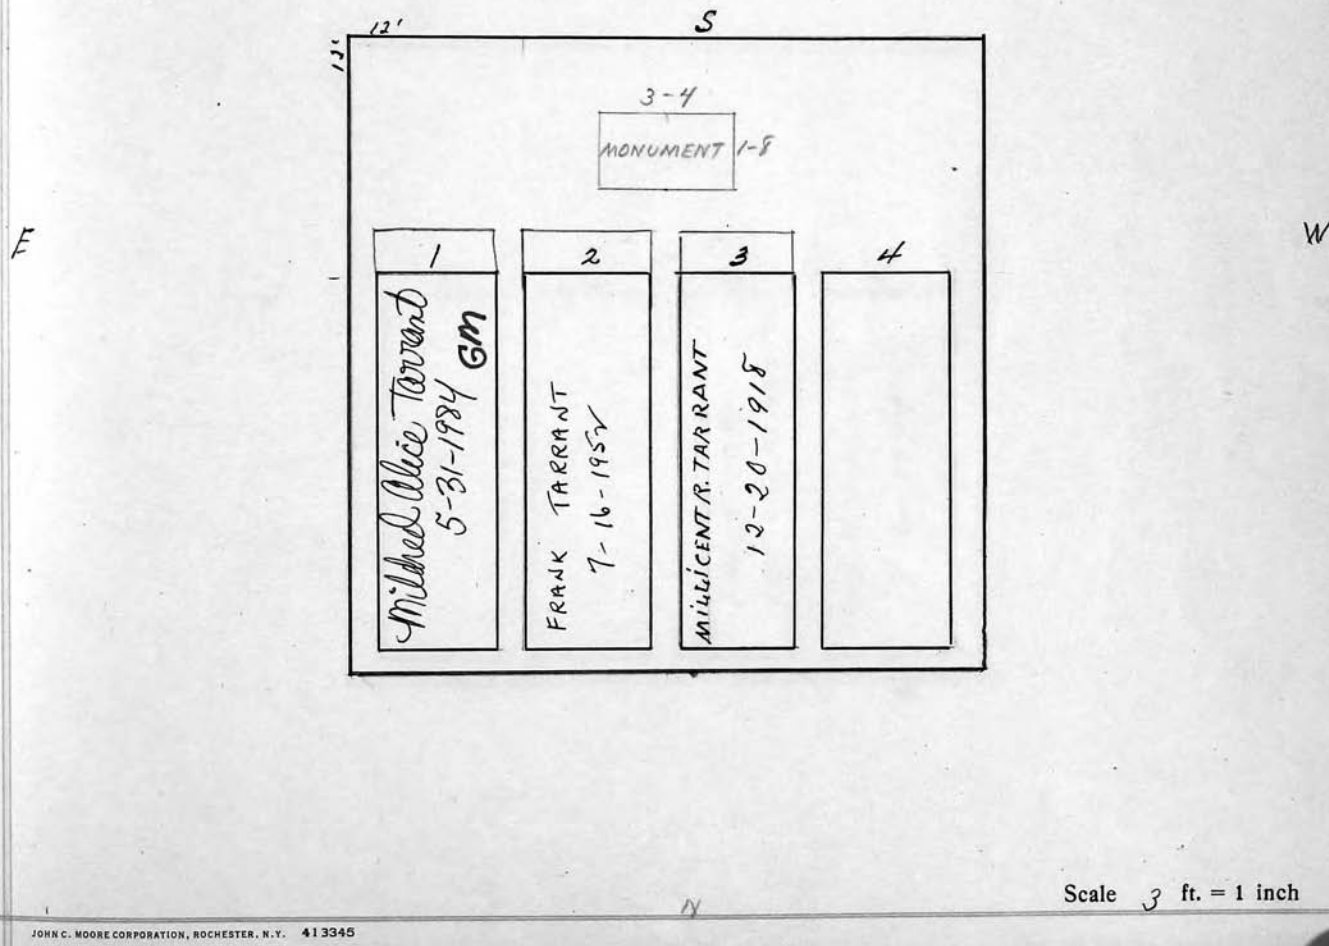 S
12'
12'
3-4
MONUMENT 1-8
E
W
1
2
3
4
Mildred Alice Tarrant
5-31-1984 GM
FRANK TARRANT
7-16-1952
MILLICENT R. TARRANT
12-20-1918
Scale 3 ft. = 1 inch
N
JOHN C. MOORE CORPORATION, ROCHESTER, N.Y. 413345